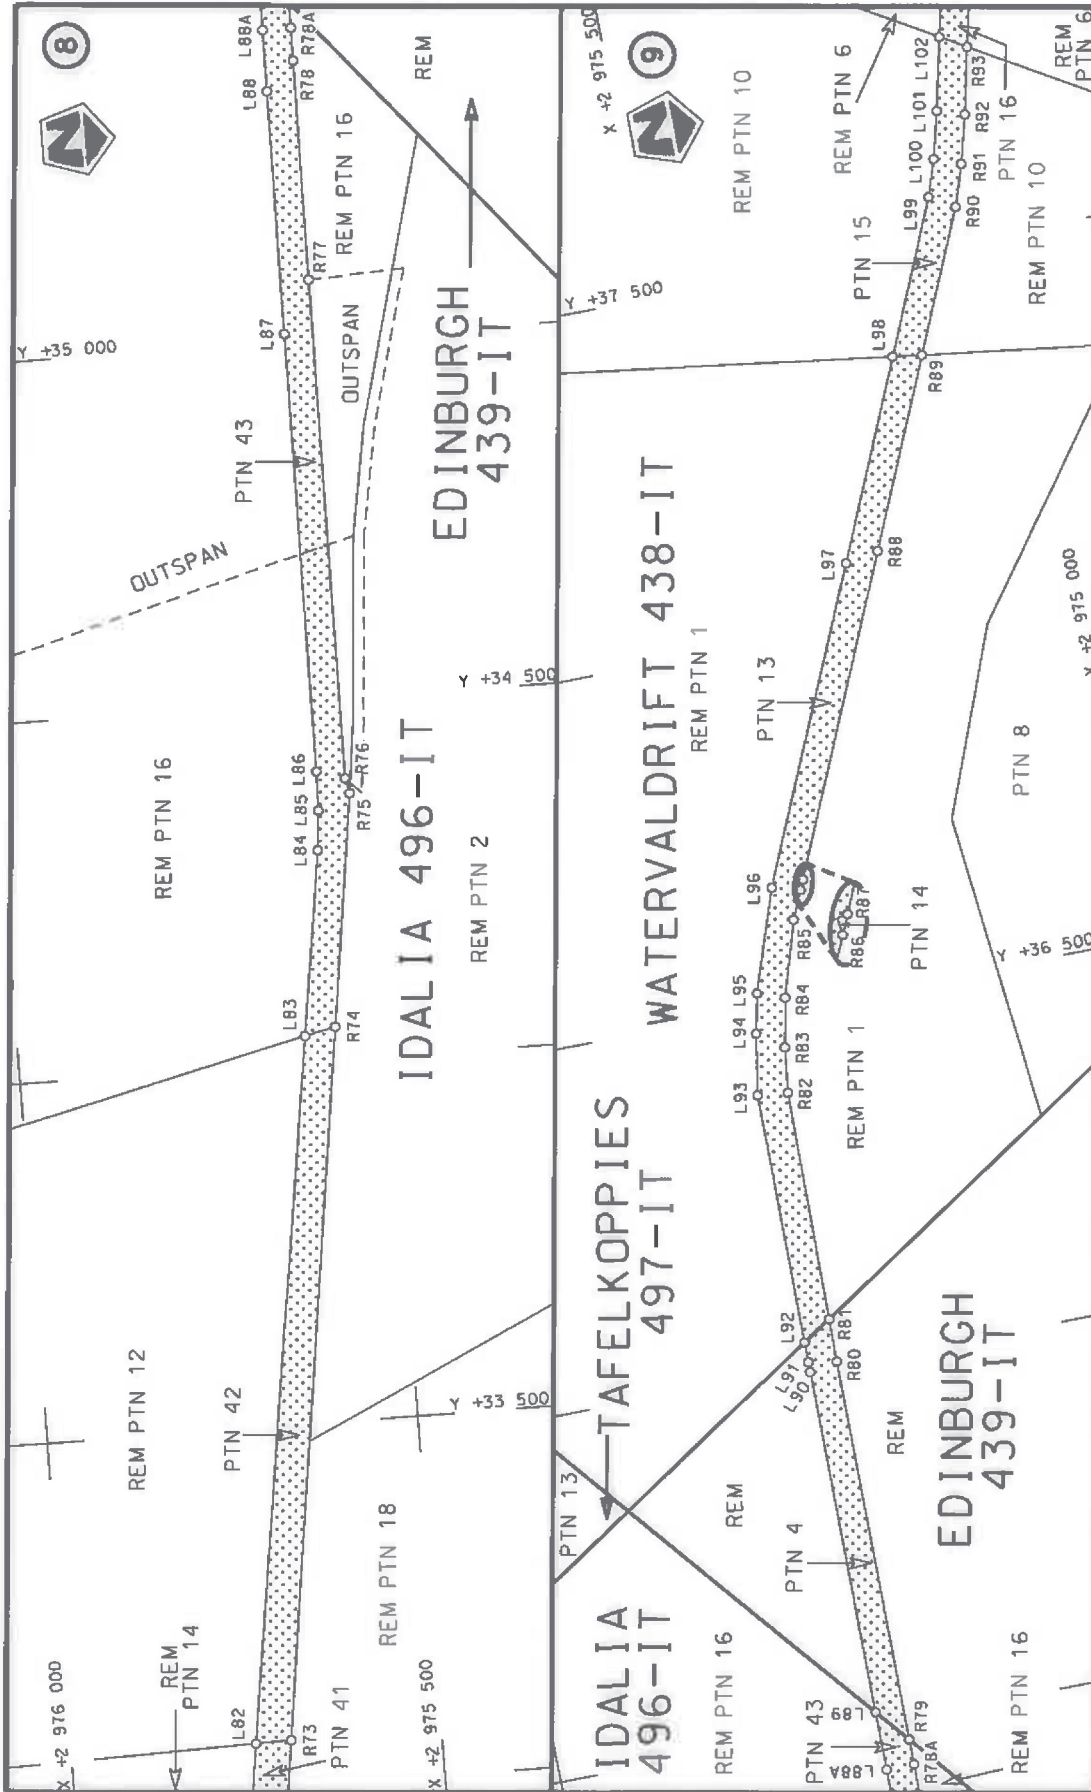 8
N
X +2 976 000
REM
PTN 14
L82
R73
PTN 41
X +2 975 500
REM PTN 12
PTN 42
REM PTN 18
Y +33 500
L83
R74
IDALIA 496-IT
REM PTN 2
REM PTN 16
L84
L85
L86
R75
R76
Y +34 500
OUTSPAN
PTN 43
EDINBURGH
439-IT
OUTSPAN
Y +35 000
L87
R77
REM PTN 16
REM
L88
R78
L88A
R78A
9
N
IDALIA
496-IT
REM PTN 16
PTN 43
L88A
R78A
L89
R79
REM PTN 16
PTN 13
TAFELKOPPIES
497-IT
REM
PTN 4
REM
EDINBURGH
439-IT
L90
L91
L92
R80
R81
L93
L94
L95
R82
R83
R84
REM PTN 1
WATERVALDRIFT 438-IT
REM PTN 1
L96
R85
R86
R87
PTN 14
Y +36 500
PTN 13
PTN 8
X +2 975 000
L97
R88
L98
R89
Y +37 500
PTN 15
L99
L100
L101
L102
R90
R91
R92
R93
PTN 16
REM PTN 10
REM PTN 10
REM PTN 6
REM
PTN 6
X +2 975 500